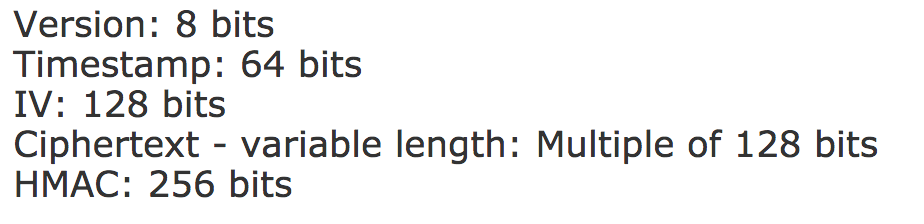 Version: 8 bits
Timestamp: 64 bits
IV: 128 bits
Ciphertext - variable length: Multiple of 128 bits
HMAC: 256 bits